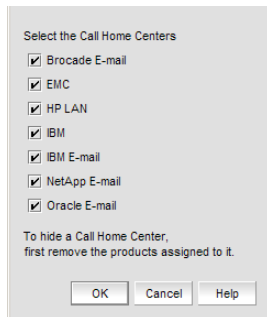 Select the Call Home Centers
Brocade E-mail
EMC
HP LAN
IBM
IBM E-mail
NetApp E-mail
Oracle E-mail
To hide a Call Home Center,
first remove the products assigned to it.
OK Cancel Help